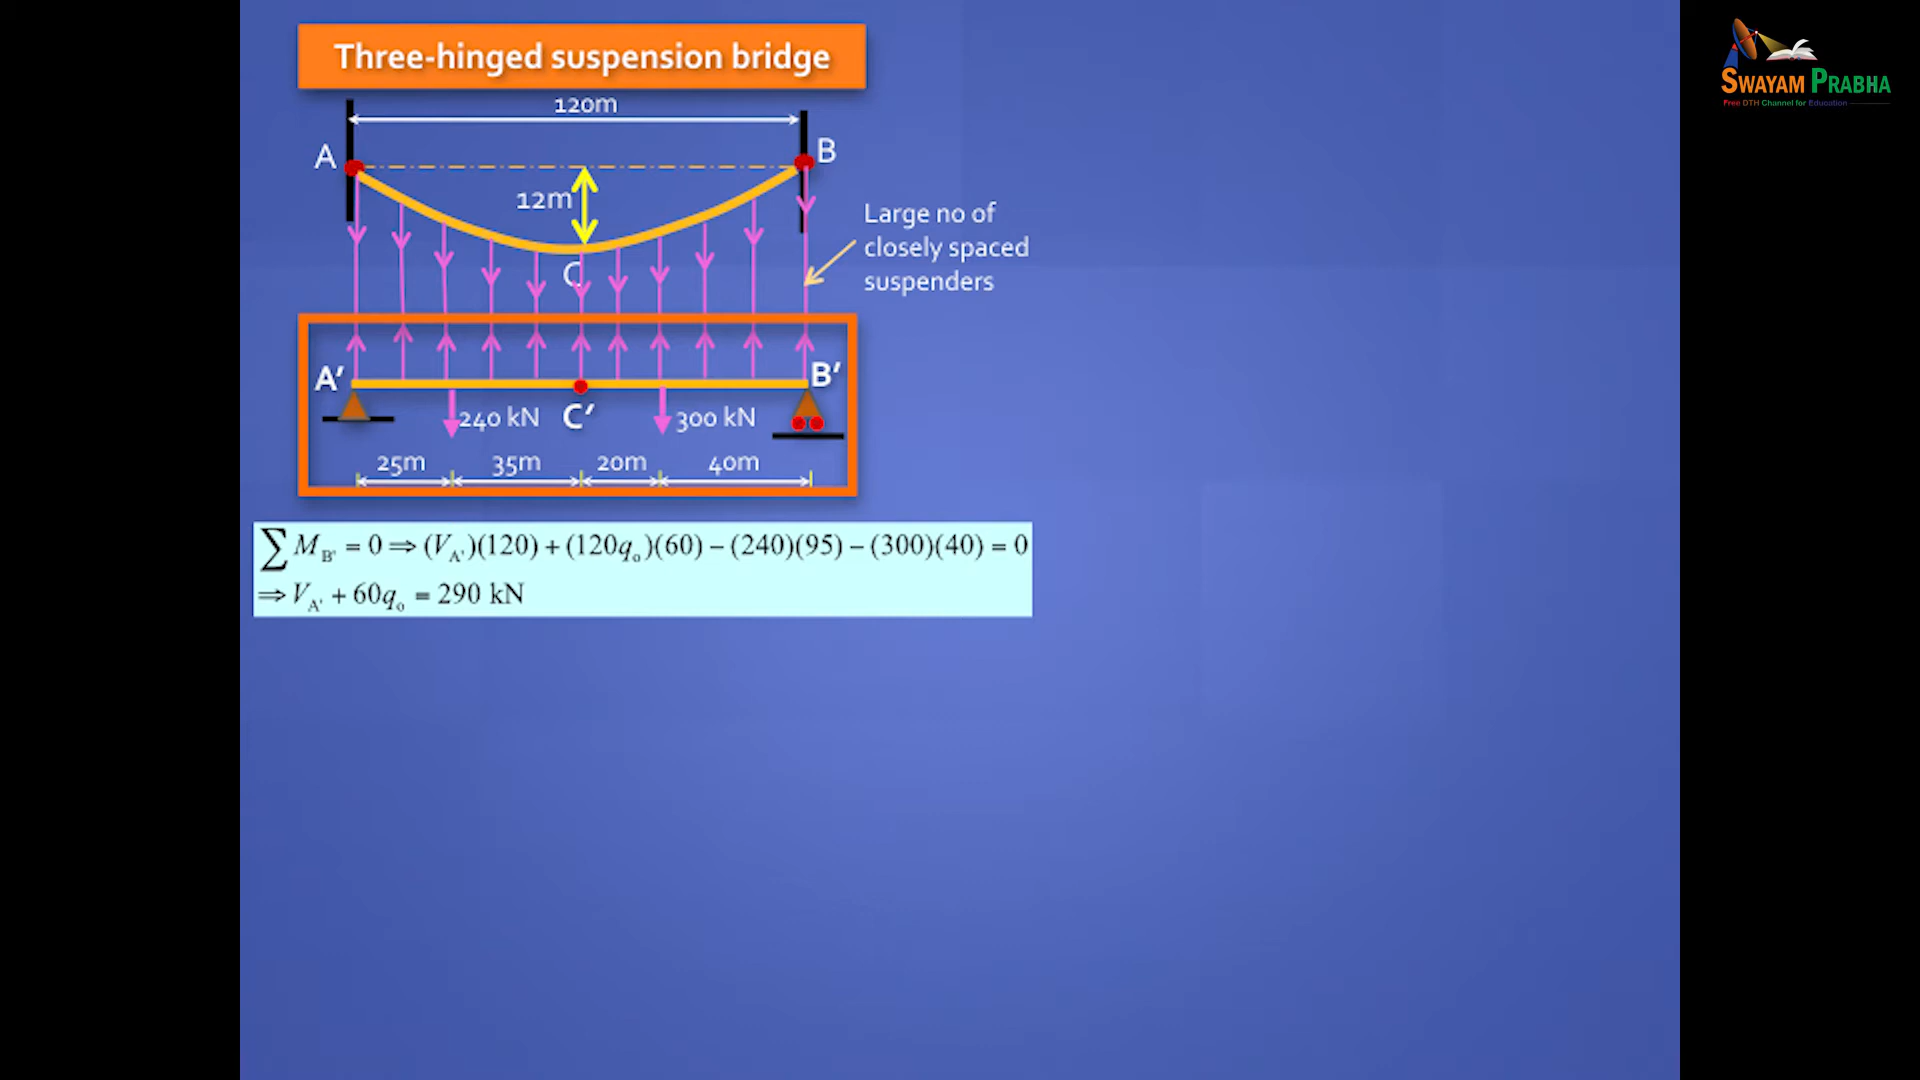 Three-hinged suspension bridge
SWAYAM PRABHA
Free DTH Channel for Education
120m
A
B
12m
C
Large no of
closely spaced
suspenders
A′
B′
240 kN
C′
300 kN
25m
35m
20m
40m
∑M_B' = 0 ⇒ (V_A')(120) + (120q_o)(60) − (240)(95) − (300)(40) = 0
⇒ V_A' + 60q_o = 290 kN